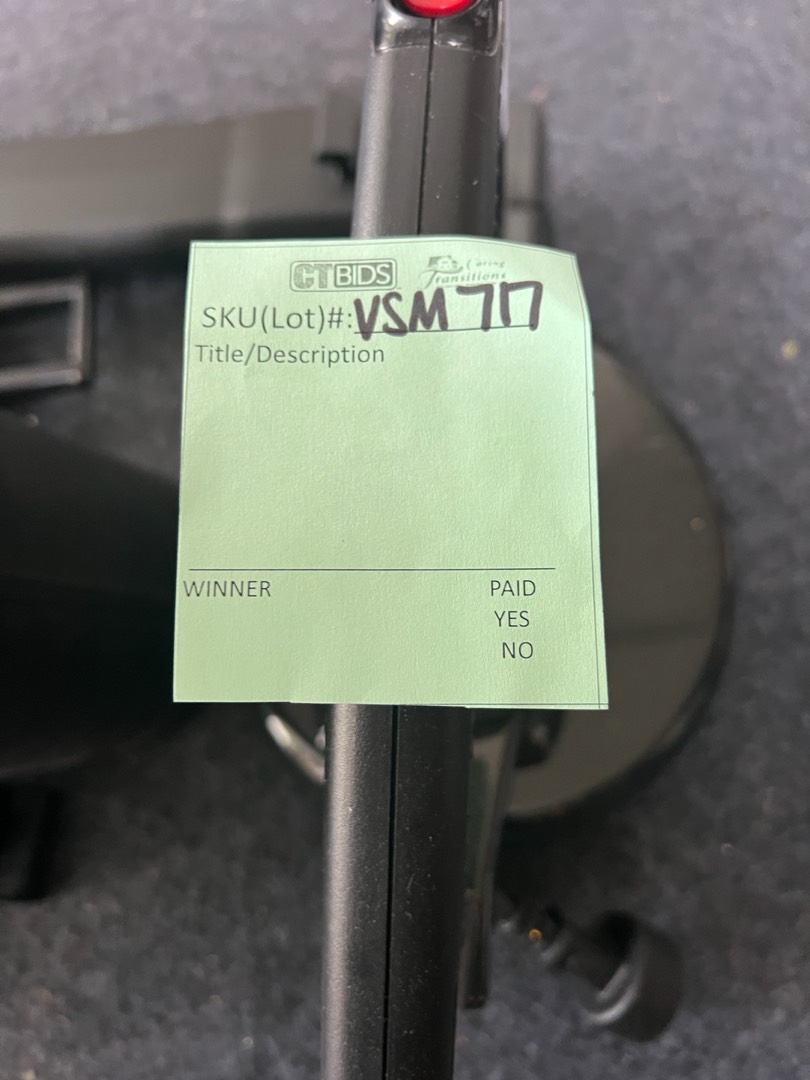 CTBIDS Caring Transitions
SKU(Lot)#: VSM 717
Title/Description
WINNER PAID
YES
NO